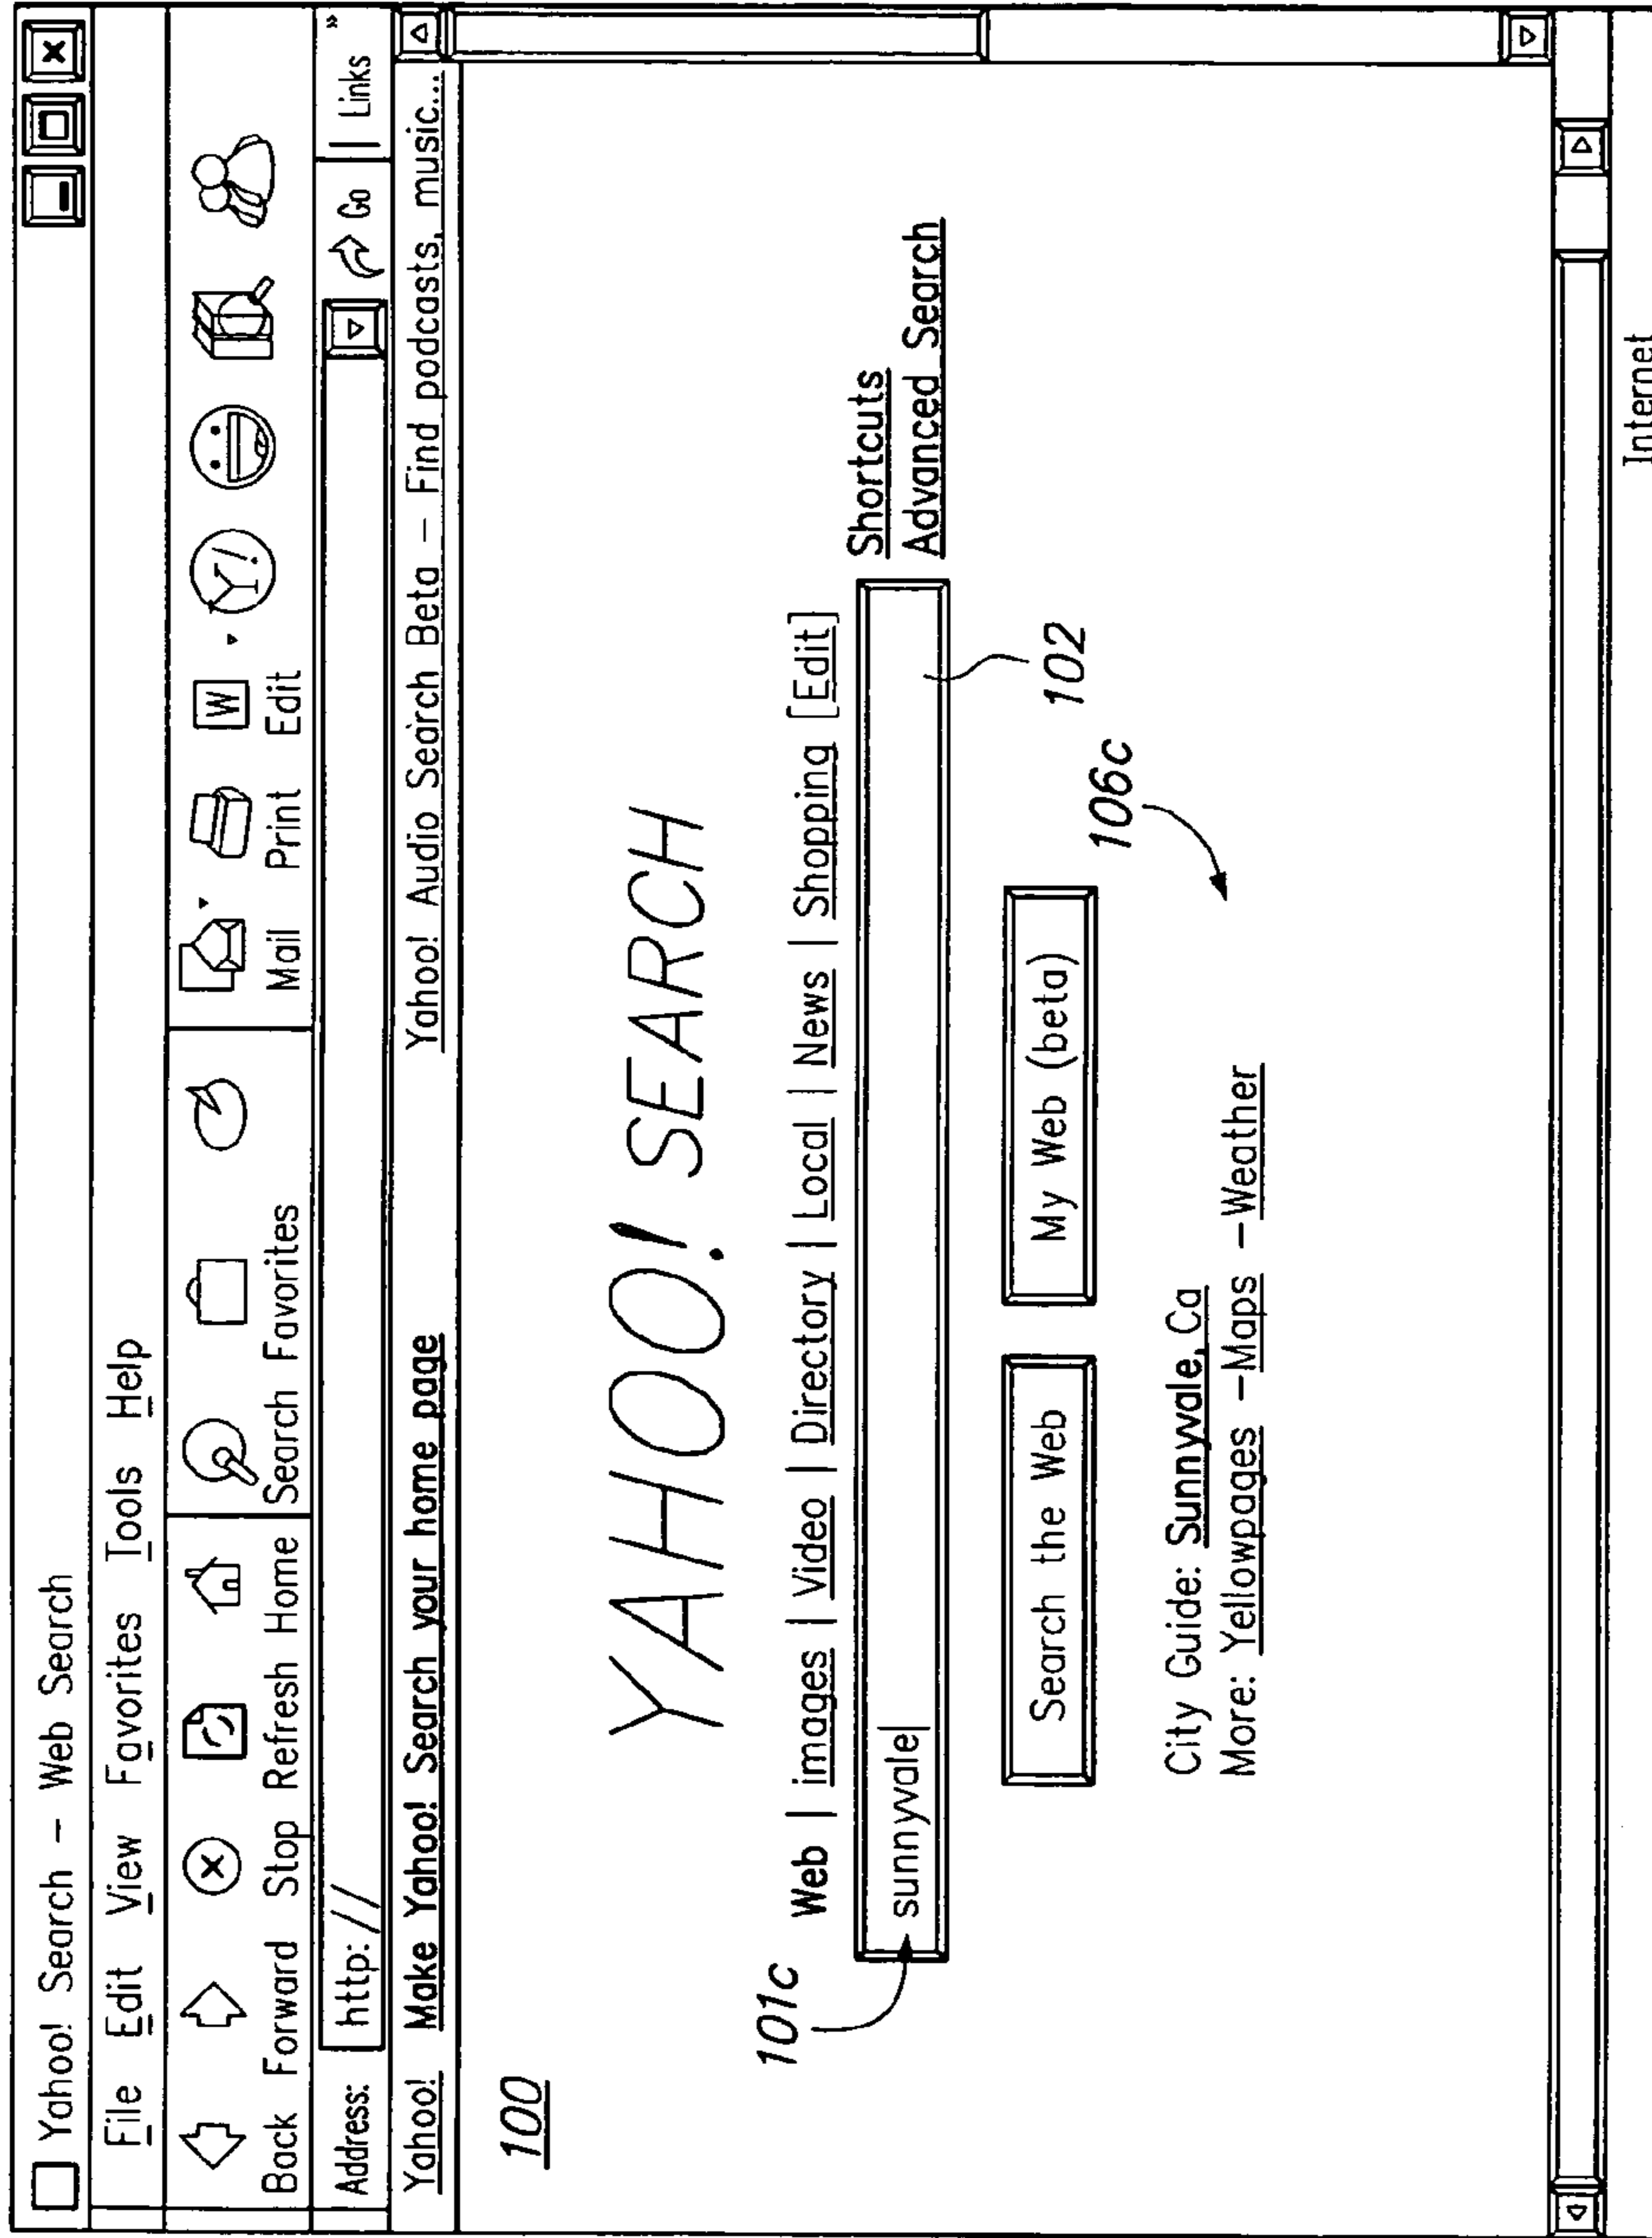 Yahoo! Search – Web Search
File Edit View Favorites Tools Help
W Y!
Back Forward Stop Refresh Home Search Favorites Mail Print Edit
Address: http: // Go Links »
Yahoo! Make Yahoo! Search your home page Yahoo! Audio Search Beta – Find podcasts, music...
100
YAHOO! SEARCH
101c
Web | images | Video | Directory | Local | News | Shopping [Edit]
Shortcuts
sunnyvale
Advanced Search
102
Search the Web My Web (beta)
106c
City Guide: Sunnyvale, Ca
More: Yellowpages –Maps –Weather
Internet